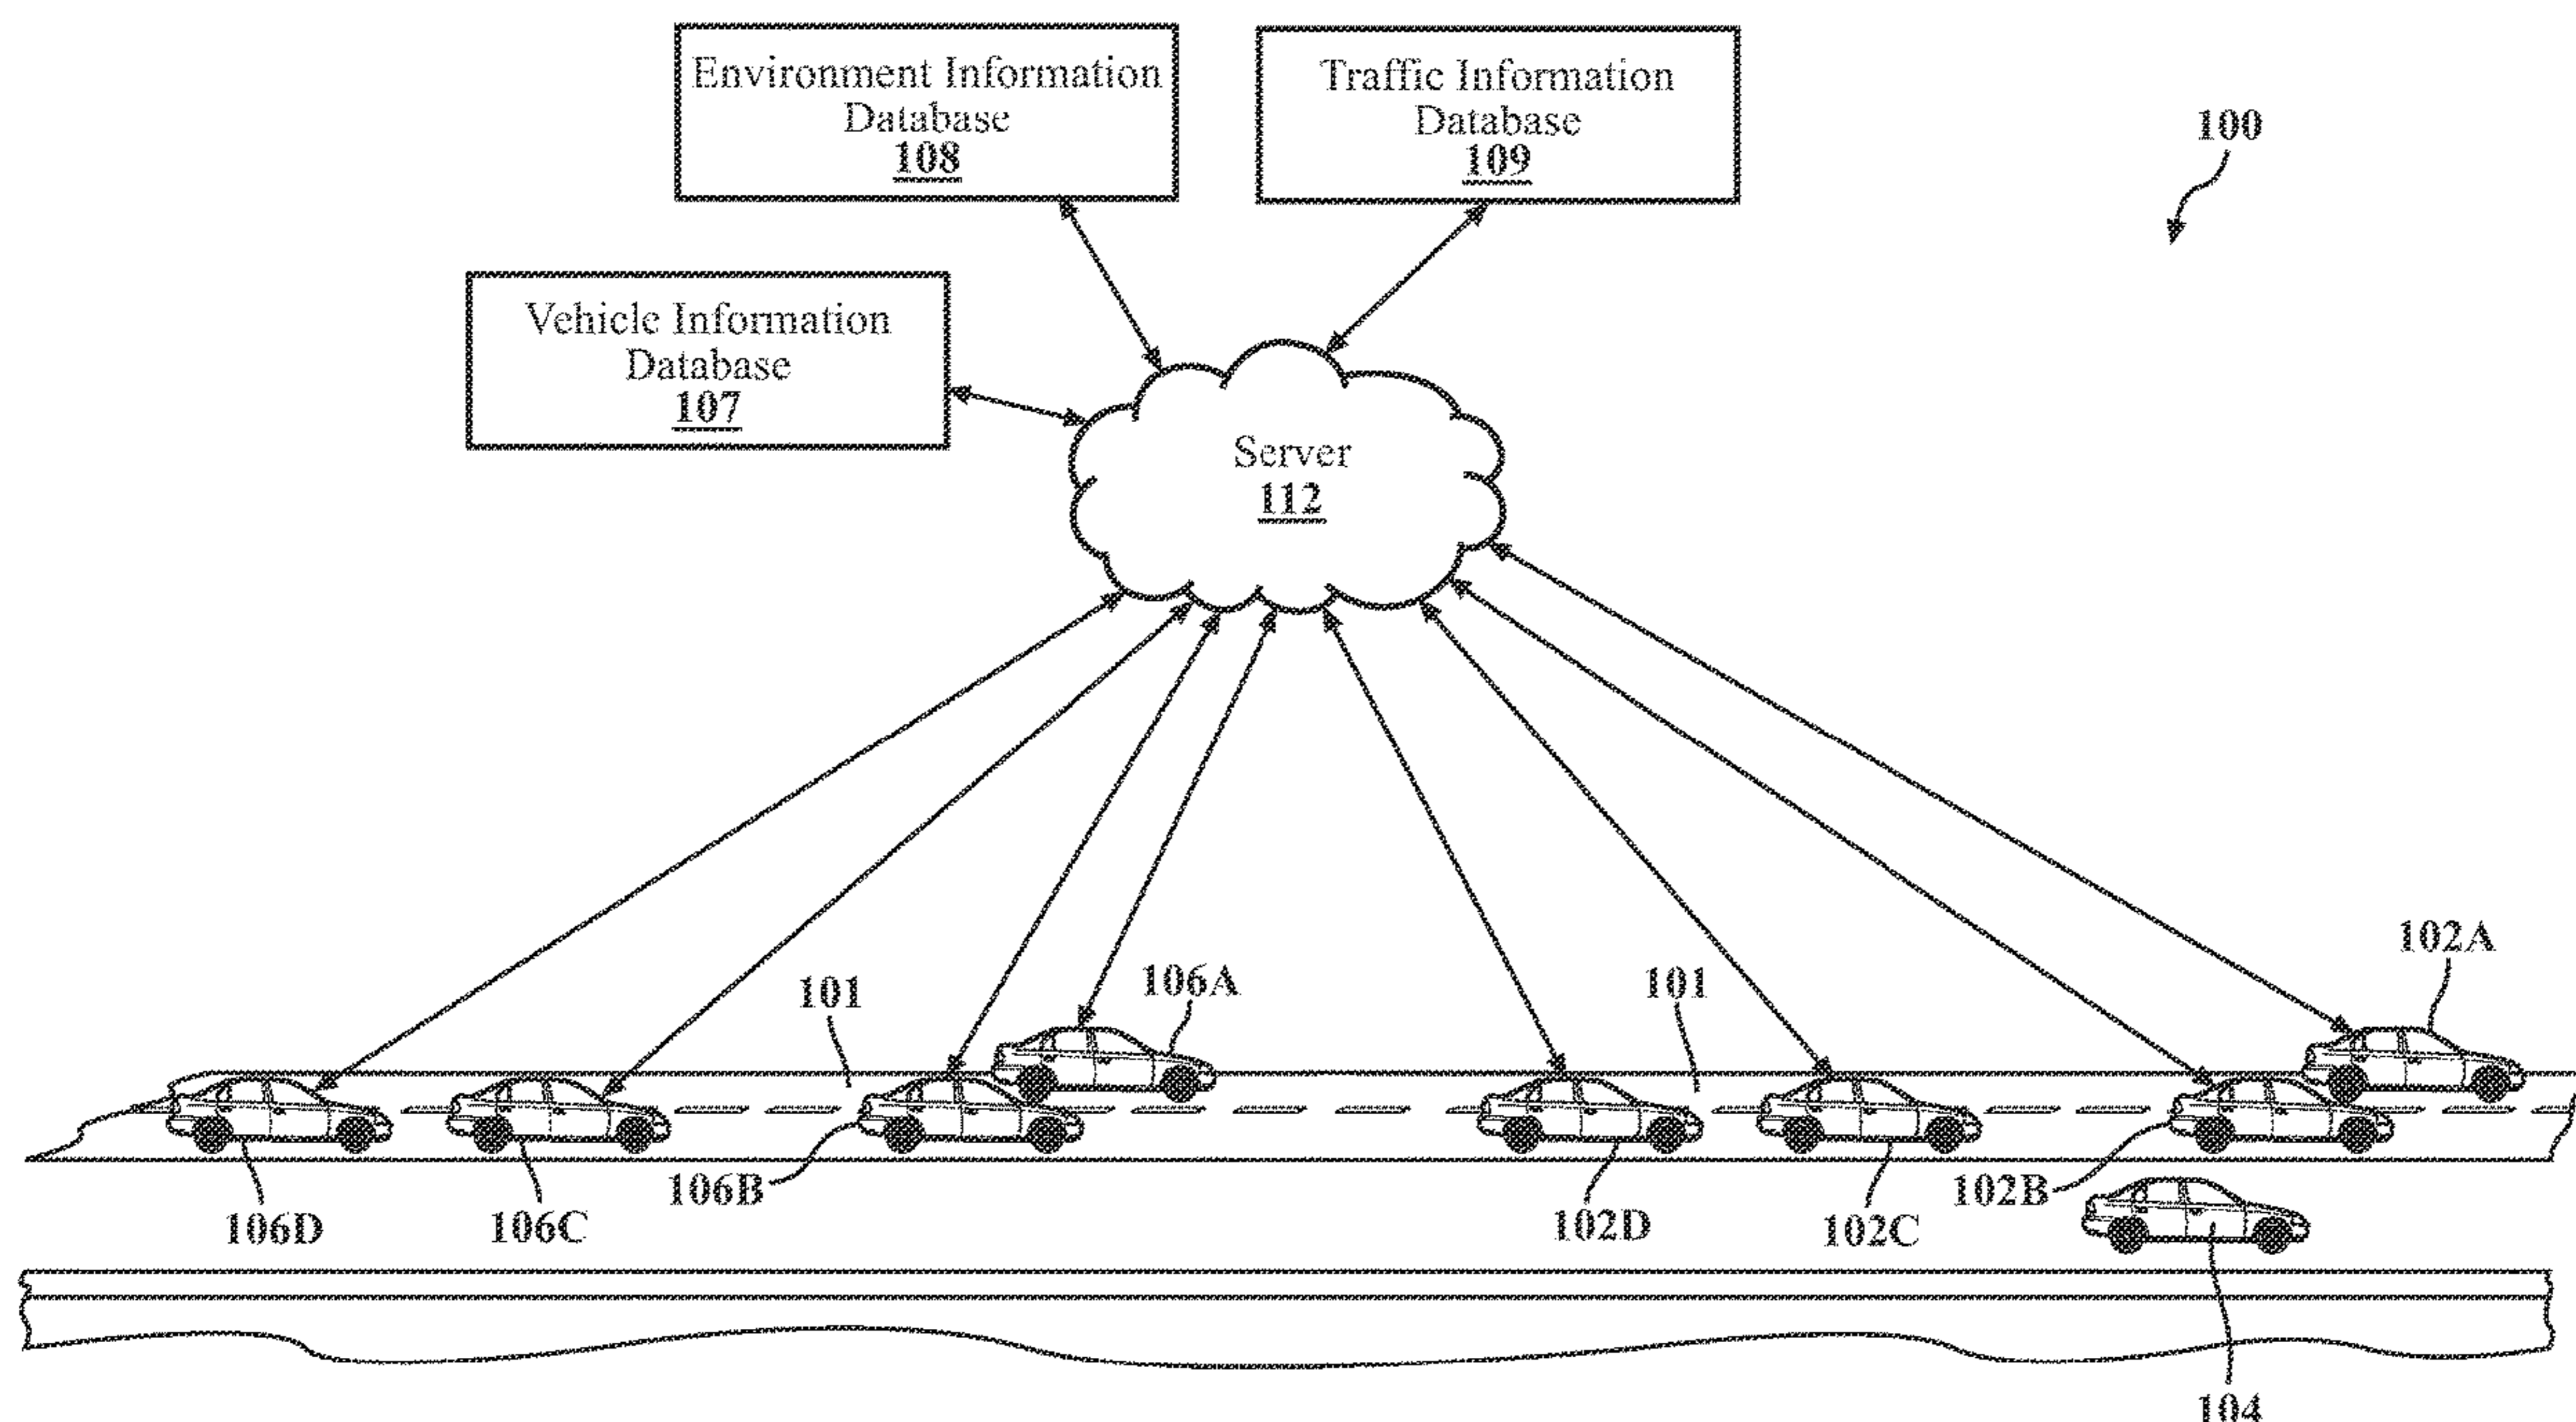 Environment Information
Database
108
Traffic Information
Database
109
100
Vehicle Information
Database
107
Server
112
102A
106A
101
101
106B
102B
106D
106C
102D
102C
104